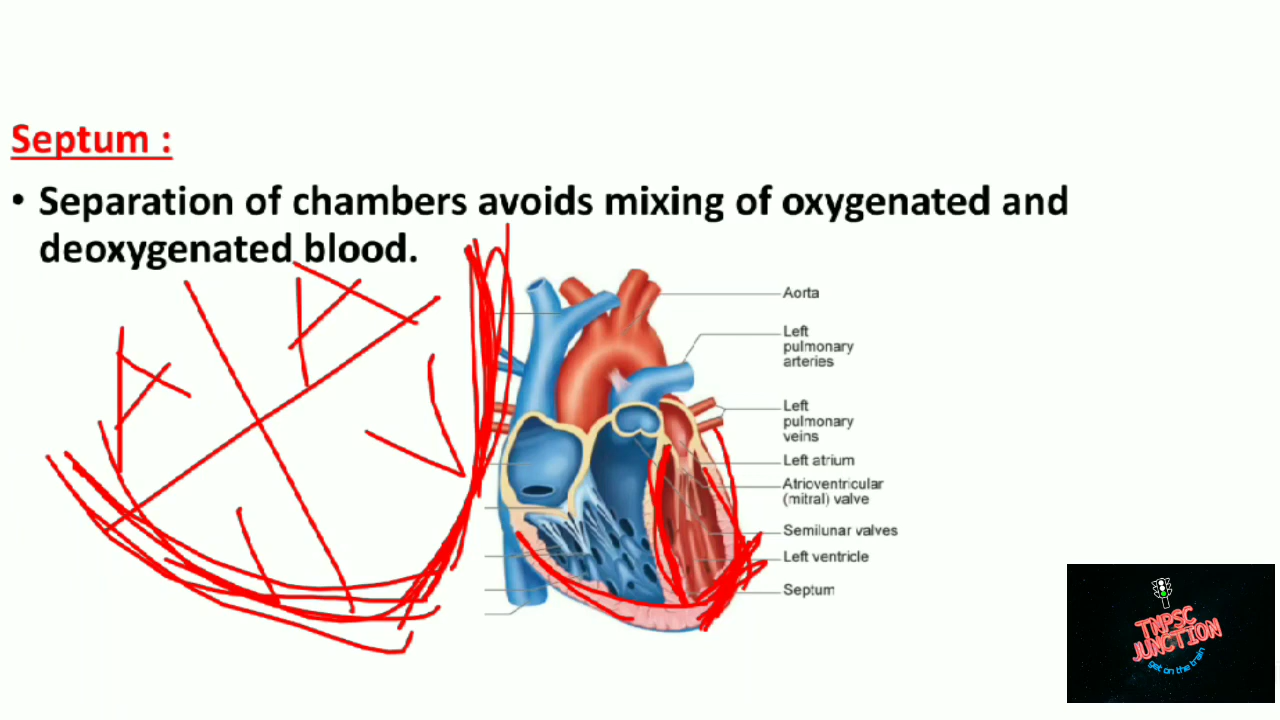 Septum :
• Separation of chambers avoids mixing of oxygenated and
deoxygenated blood.
A
A
V
Aorta
Left
pulmonary
arteries
Left
pulmonary
veins
Left atrium
Atrioventricular
(mitral) valve
Semilunar valves
Left ventricle
Septum
TNPSC
JUNCTION
get on the train